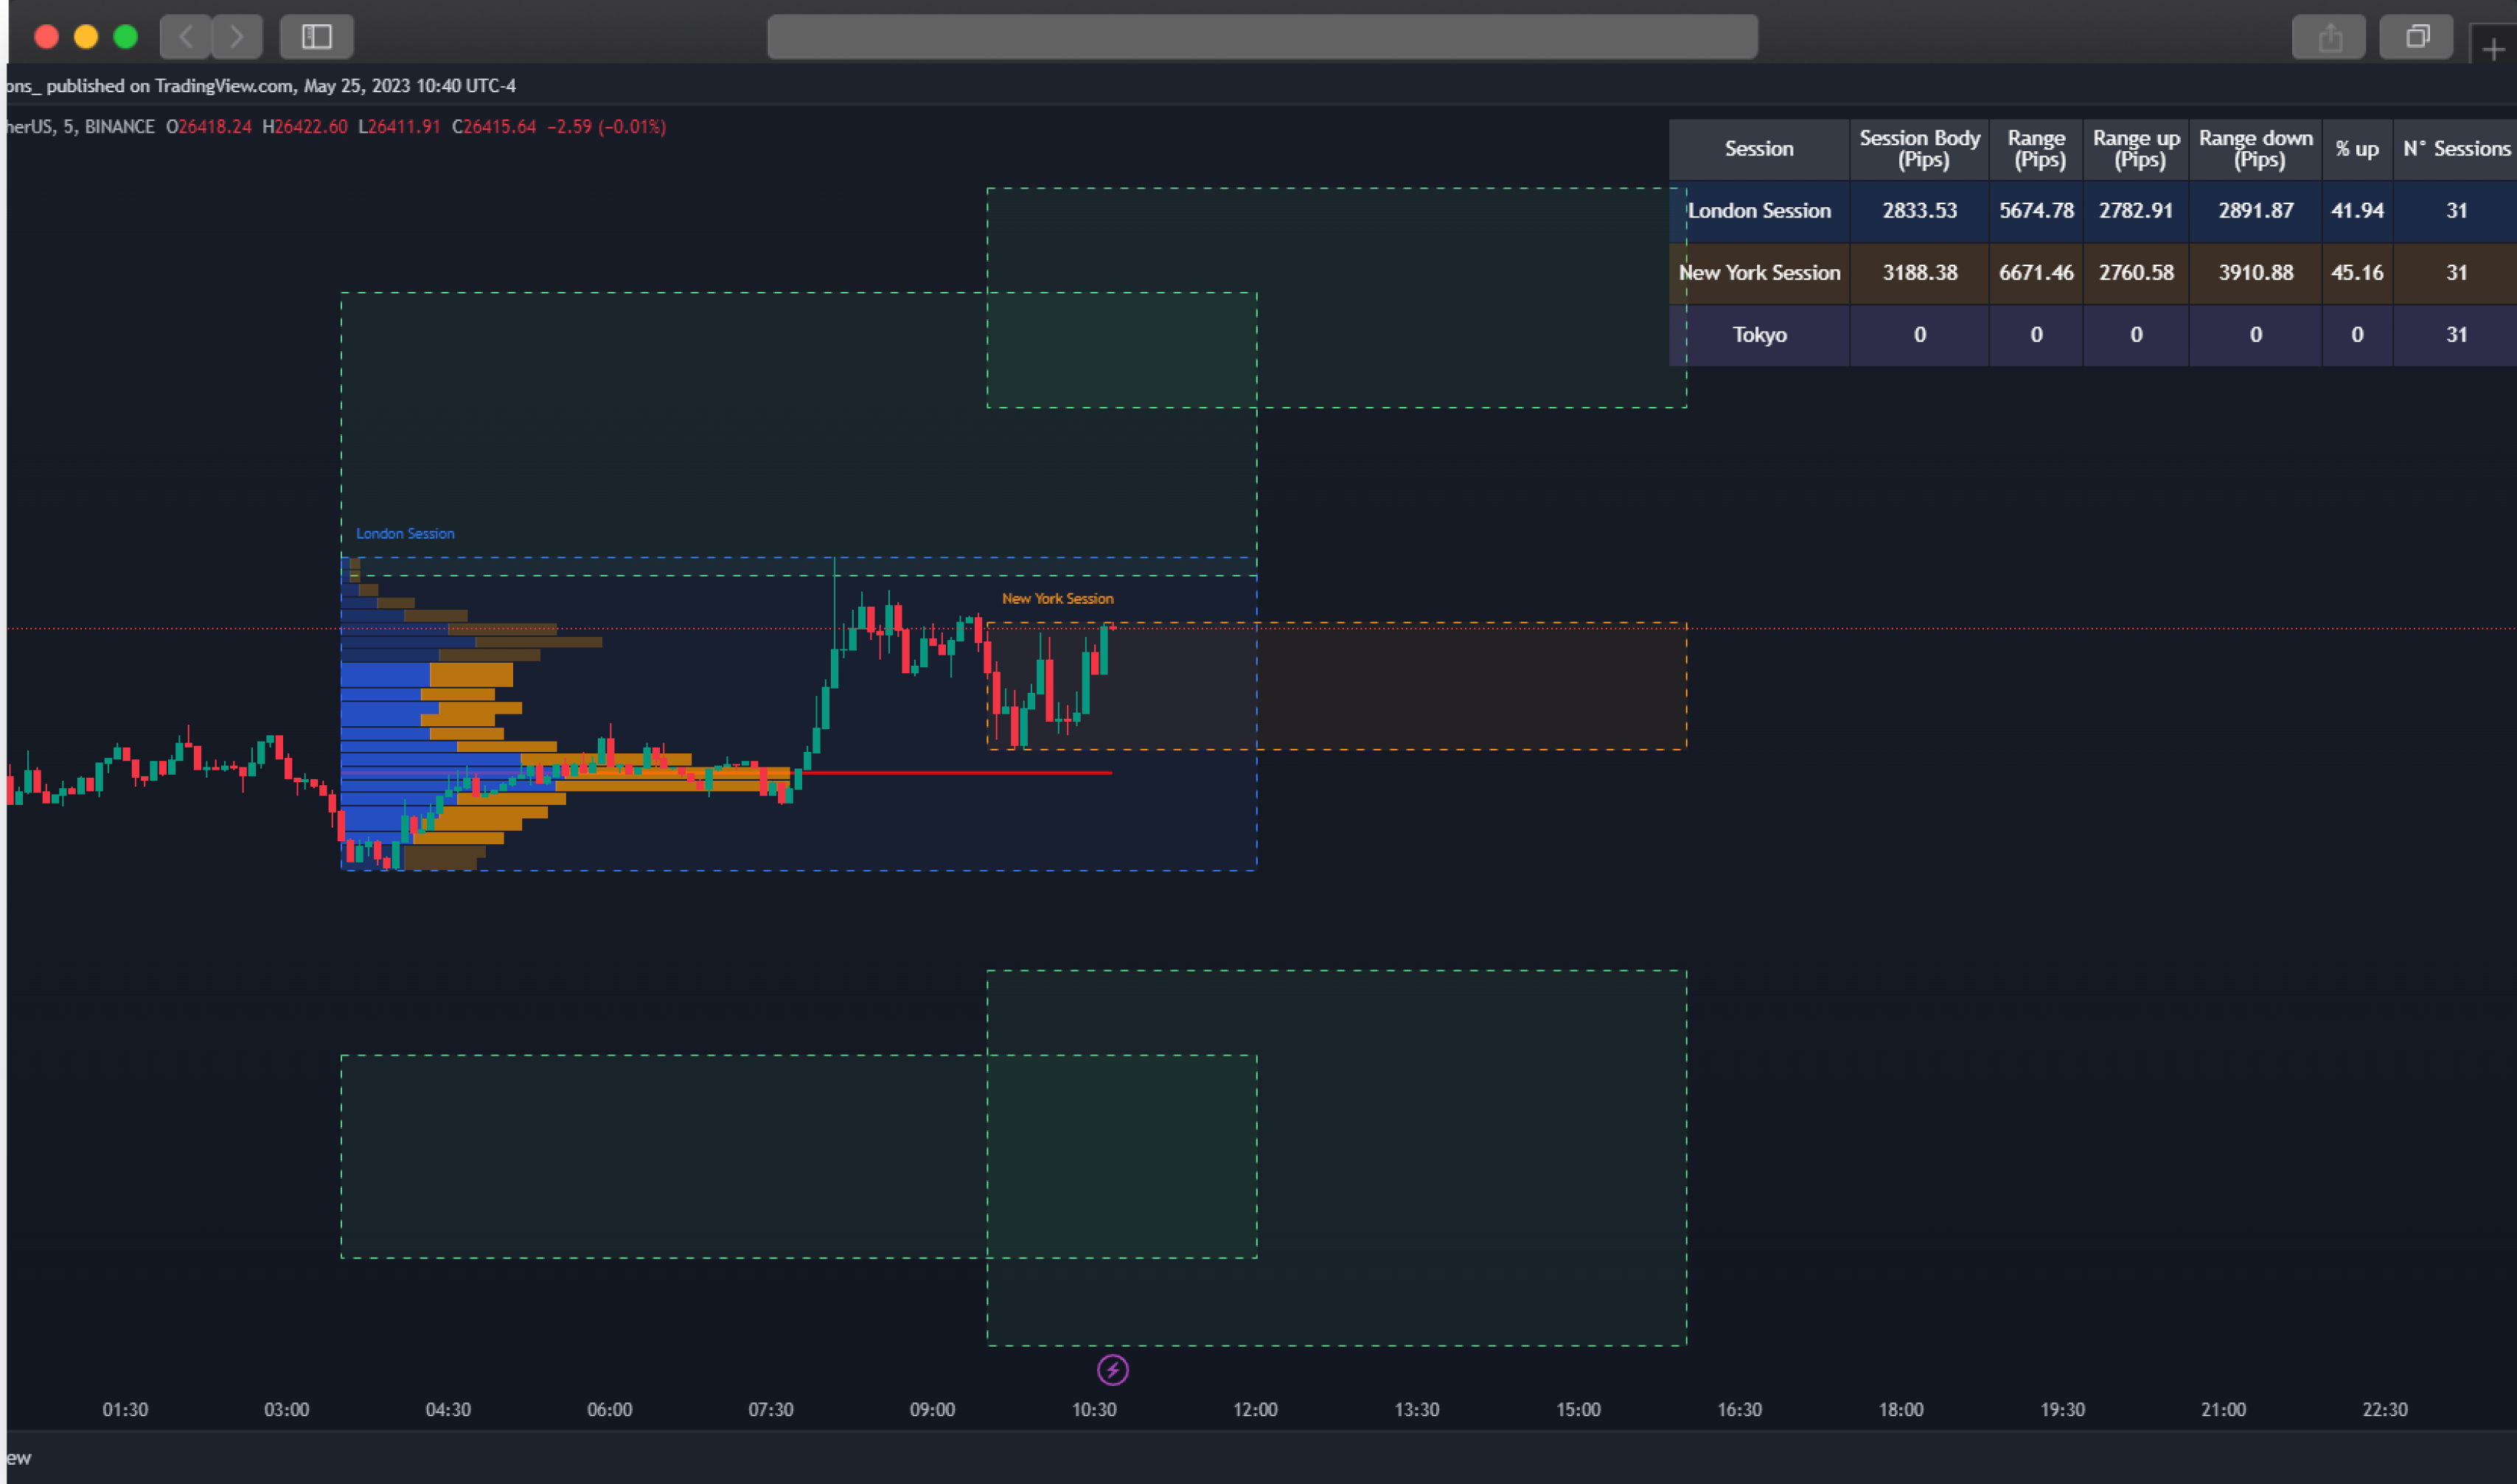 ons_ published on TradingView.com, May 25, 2023 10:40 UTC-4
herUS, 5, BINANCE O26418.24 H26422.60 L26411.91 C26415.64 −2.59 (−0.01%)
Session Session Body (Pips) Range (Pips) Range up (Pips) Range down (Pips) % up N° Sessions
London Session 2833.53 5674.78 2782.91 2891.87 41.94 31
New York Session 3188.38 6671.46 2760.58 3910.88 45.16 31
Tokyo 0 0 0 0 0 31
London Session
New York Session
01:30 03:00 04:30 06:00 07:30 09:00 10:30 12:00 13:30 15:00 16:30 18:00 19:30 21:00 22:30
ew